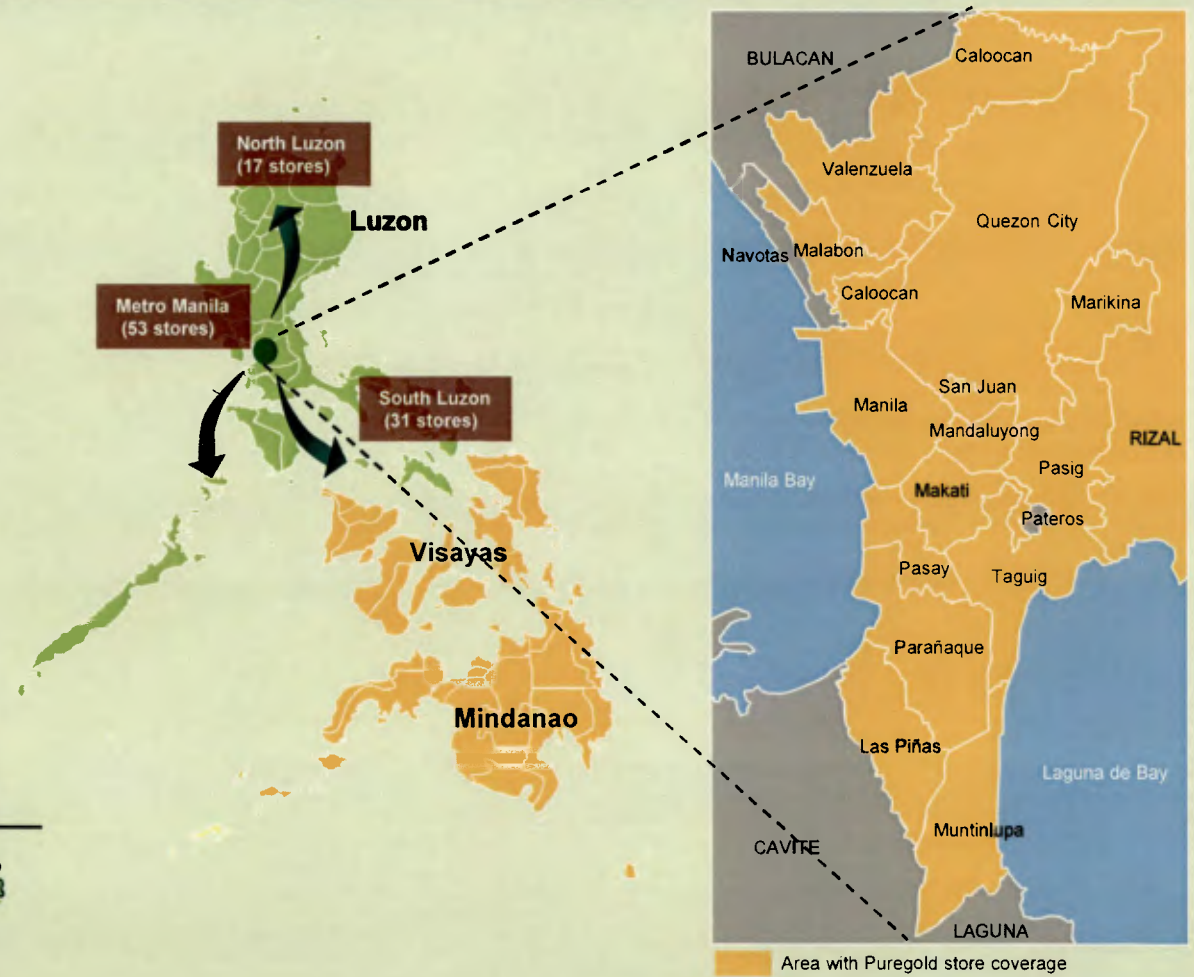 North Luzon
(17 stores)
Luzon
Metro Manila
(53 stores)
South Luzon
(31 stores)
Visayas
Mindanao
BULACAN
Caloocan
Valenzuela
Quezon City
Navotas
Malabon
Caloocan
Marikina
San Juan
Manila
Mandaluyong
RIZAL
Pasig
Manila Bay
Makati
Pateros
Pasay
Taguig
Parañaque
Las Piñas
Laguna de Bay
Muntinlupa
CAVITE
LAGUNA
Area with Puregold store coverage